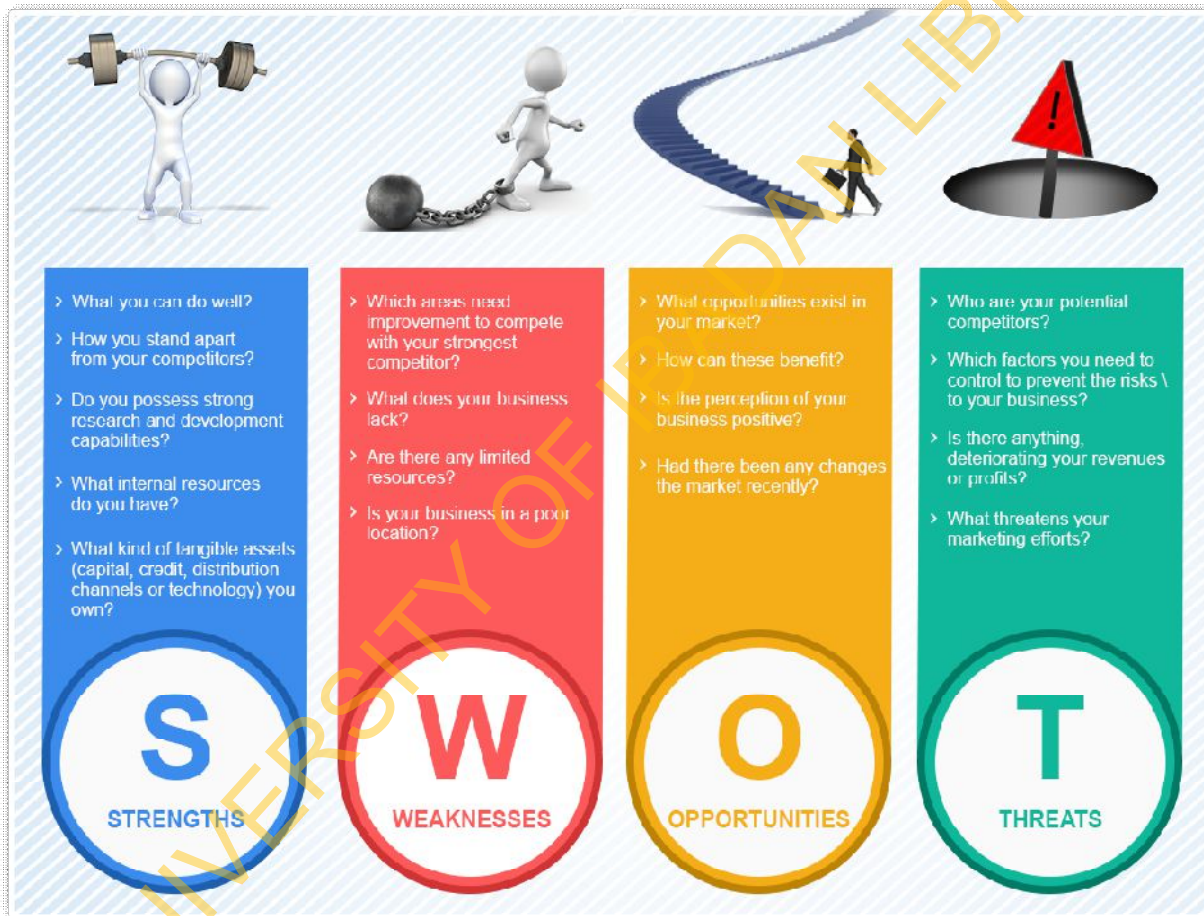 > What you can do well?
> How you stand apart
from your competitors?
> Do you possess strong
research and development
capabilities?
> What internal resources
do you have?
> What kind of tangible assets
(capital, credit, distribution
channels or technology) you
own?
S
STRENGTHS
> Which areas need
improvement to compete
with your strongest
competitor?
> What does your business
lack?
> Are there any limited
resources?
> Is your business in a poor
location?
W
WEAKNESSES
> What opportunities exist in
your market?
> How can these benefit?
> Is the perception of your
business positive?
> Had there been any changes
the market recently?
O
OPPORTUNITIES
!
> Who are your potential
competitors?
> Which factors you need to
control to prevent the risks \
to your business?
> Is there anything,
deteriorating your revenues
or profits?
> What threatens your
marketing efforts?
T
THREATS
UNIVERSITY OF IBADAN LIBR